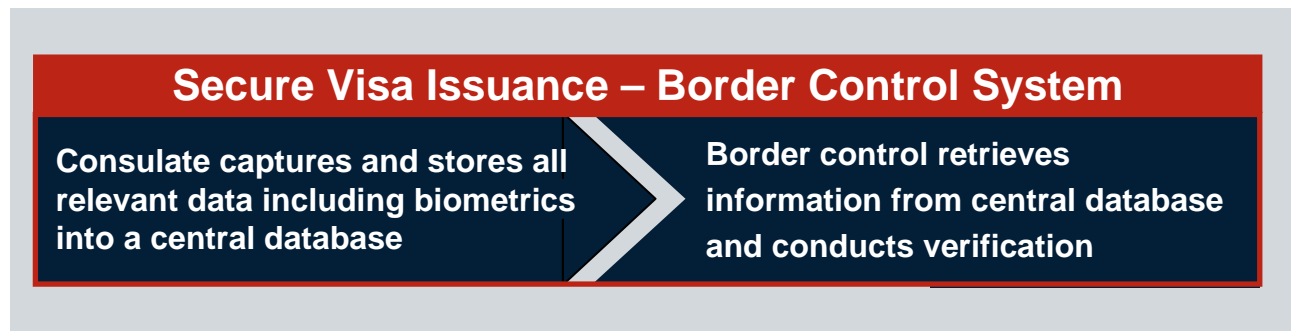 Secure Visa Issuance – Border Control System
Consulate captures and stores all
relevant data including biometrics
into a central database
Border control retrieves
information from central database
and conducts verification